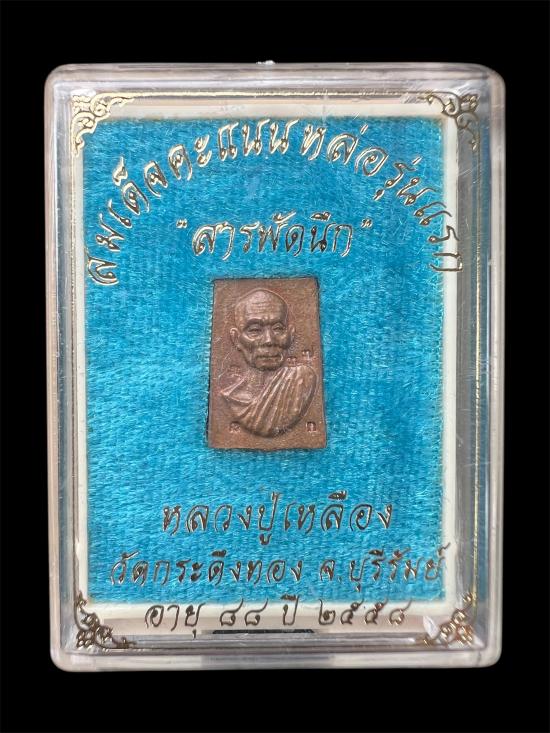 สมเด็จคะแนนหล่อรุ่นแรก
"สารพัดนึก"
หลวงปู่เหลือง
วัดกระดึงทอง จ.บุรีรัมย์
อายุ ๘๘ ปี ๒๕๕๘